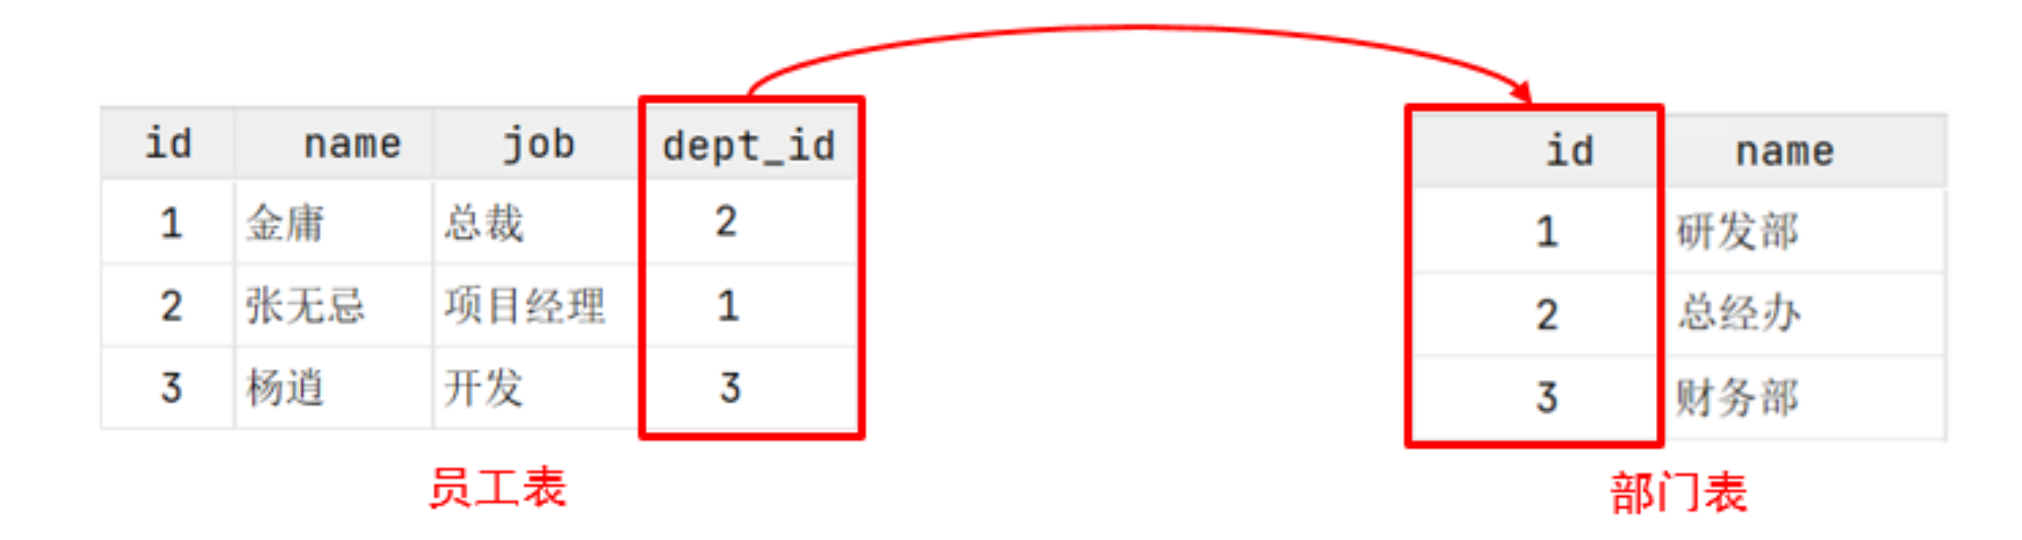 id name job dept_id
1 金庸 总裁 2
2 张无忌 项目经理 1
3 杨逍 开发 3
员工表
id name
1 研发部
2 总经办
3 财务部
部门表